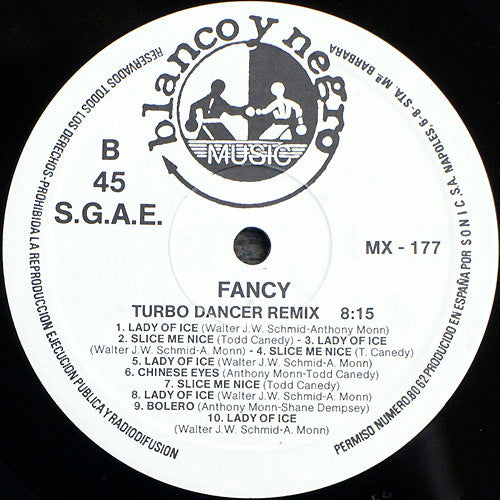 blanco y negro
MUSIC
B
45
S.G.A.E.
MX - 177
FANCY
TURBO DANCER REMIX 8:15
1. LADY OF ICE (Walter J.W. Schmid-Anthony Monn)
2. SLICE ME NICE (Todd Canedy) - 3. LADY OF ICE
(Walter J.W. Schmid-A. Monn) - 4. SLICE ME NICE (T. Canedy)
5. LADY OF ICE (Walter J.W. Schmid-A. Monn)
6. CHINESE EYES (Anthony Monn-Todd Canedy)
7. SLICE ME NICE (Todd Canedy)
8. LADY OF ICE (Walter J.W. Schmid-A. Monn)
9. BOLERO (Anthony Monn-Shane Dempsey)
10. LADY OF ICE
(Walter J.W. Schmid-A. Monn)
RESERVADOS TODOS LOS DERECHOS-PROHIBIDA LA REPRODUCCION EJECUCION PUBLICA Y RADIODIFUSION
PERMISO NUMERO.80G2 PRODUCIDO EN ESPAÑA POR S O N I C ,S.A. NAPOLES, 6-8-STA. Mª BARBARA